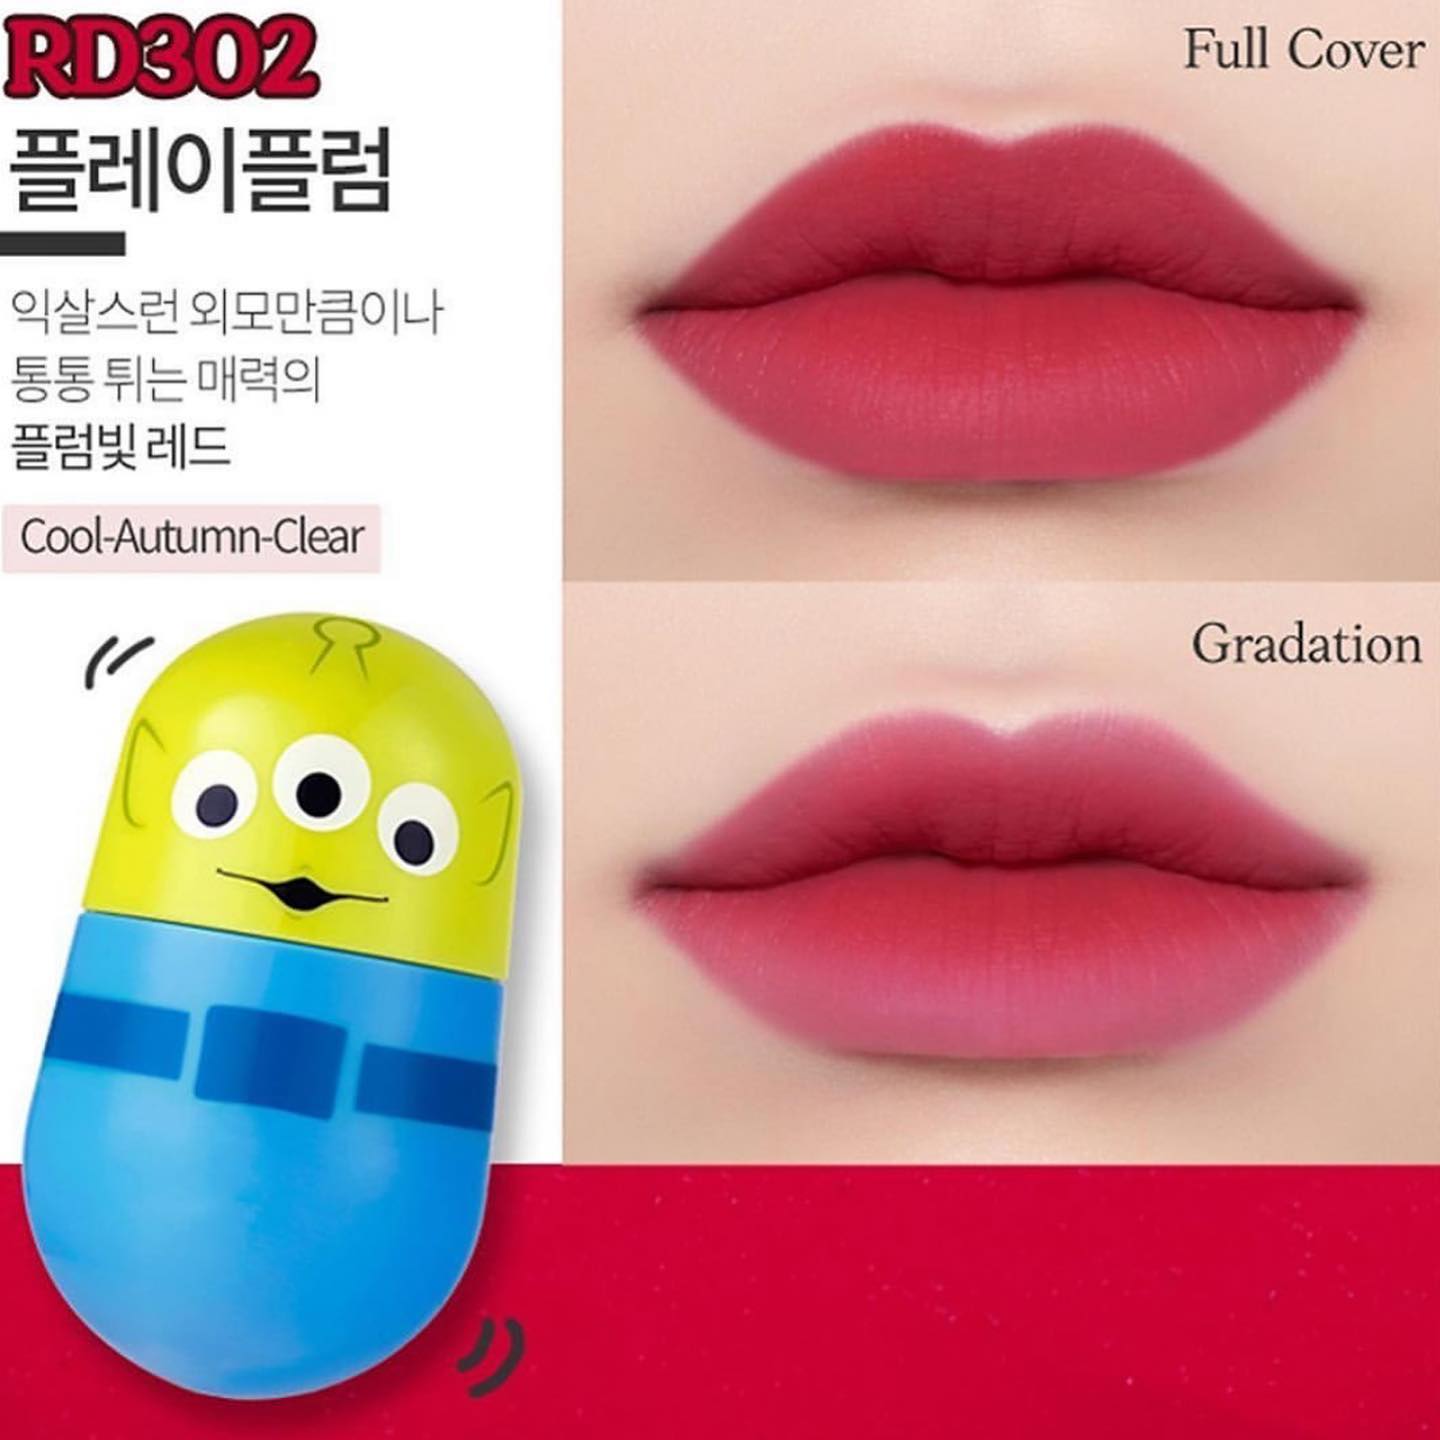 RD302
플레이플럼
익살스런 외모만큼이나
통통 튀는 매력의
플럼빛 레드
Cool-Autumn-Clear
Full Cover
Gradation